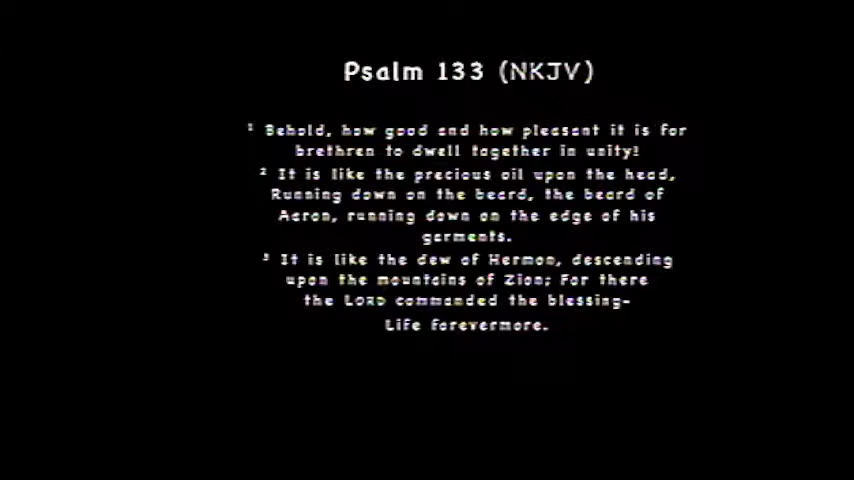 Psalm 133 (NKJV)
¹ Behold, how good and how pleasant it is for
brethren to dwell together in unity!
² It is like the precious oil upon the head,
Running down on the beard, the beard of
Aaron, running down on the edge of his
garments.
³ It is like the dew of Hermon, descending
upon the mountains of Zion; For there
the LORD commanded the blessing-
Life forevermore.